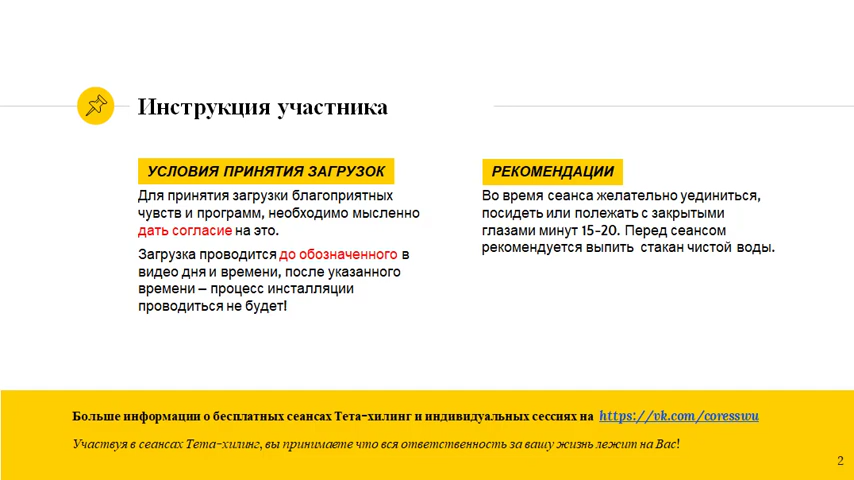 Инструкция участника
УСЛОВИЯ ПРИНЯТИЯ ЗАГРУЗОК
Для принятия загрузки благоприятных
чувств и программ, необходимо мысленно
дать согласие на это.
Загрузка проводится до обозначенного в
видео дня и времени, после указанного
времени – процесс инсталляции
проводиться не будет!
РЕКОМЕНДАЦИИ
Во время сеанса желательно уединиться,
посидеть или полежать с закрытыми
глазами минут 15-20. Перед сеансом
рекомендуется выпить стакан чистой воды.
Больше информации о бесплатных сеансах Тета-хилинг и индивидуальных сессиях на https://vk.com/coresswu
Участвуя в сеансах Тета-хилинг, вы принимаете что вся ответственность за вашу жизнь лежит на Вас!
2